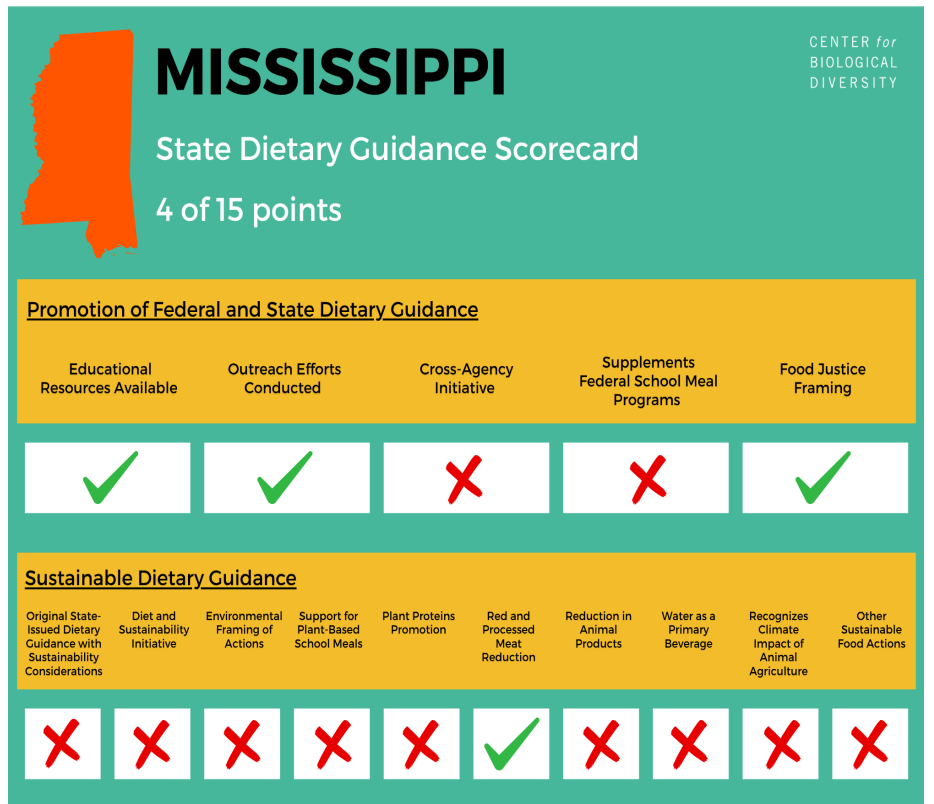 MISSISSIPPI
CENTER for
BIOLOGICAL
DIVERSITY
State Dietary Guidance Scorecard
4 of 15 points
Promotion of Federal and State Dietary Guidance
Educational
Resources Available
Outreach Efforts
Conducted
Cross-Agency
Initiative
Supplements
Federal School Meal
Programs
Food Justice
Framing
Sustainable Dietary Guidance
Original State-
Issued Dietary
Guidance with
Sustainability
Considerations
Diet and
Sustainability
Initiative
Environmental
Framing of
Actions
Support for
Plant-Based
School Meals
Plant Proteins
Promotion
Red and
Processed
Meat
Reduction
Reduction in
Animal
Products
Water as a
Primary
Beverage
Recognizes
Climate
Impact of
Animal
Agriculture
Other
Sustainable
Food Actions